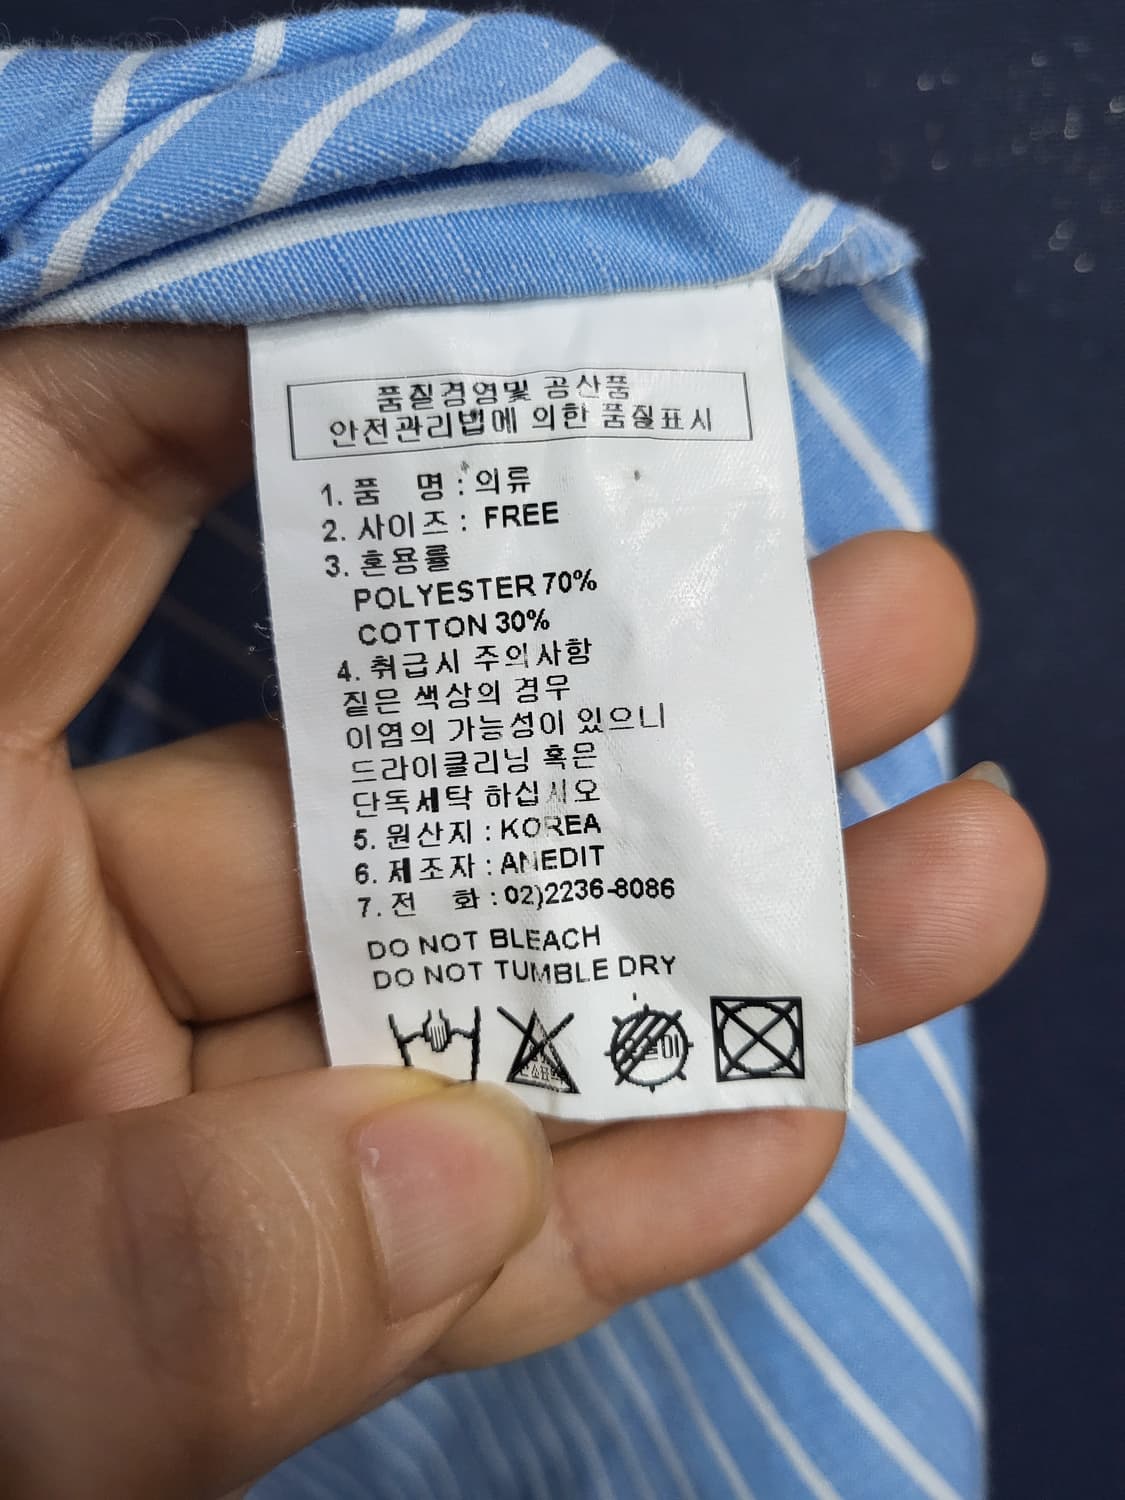 품질경영및 공산품
안전관리법에 의한 품질표시
1. 품 명 : 의류
2. 사이즈 : FREE
3. 혼용률
POLYESTER 70%
COTTON 30%
4. 취급시 주의사항
짙은 색상의 경우
이염의 가능성이 있으니
드라이클리닝 혹은
단독세탁 하십시오
5. 원산지 : KOREA
6. 제조자 : ANEDIT
7. 전 화 : 02)2236-8086
DO NOT BLEACH
DO NOT TUMBLE DRY